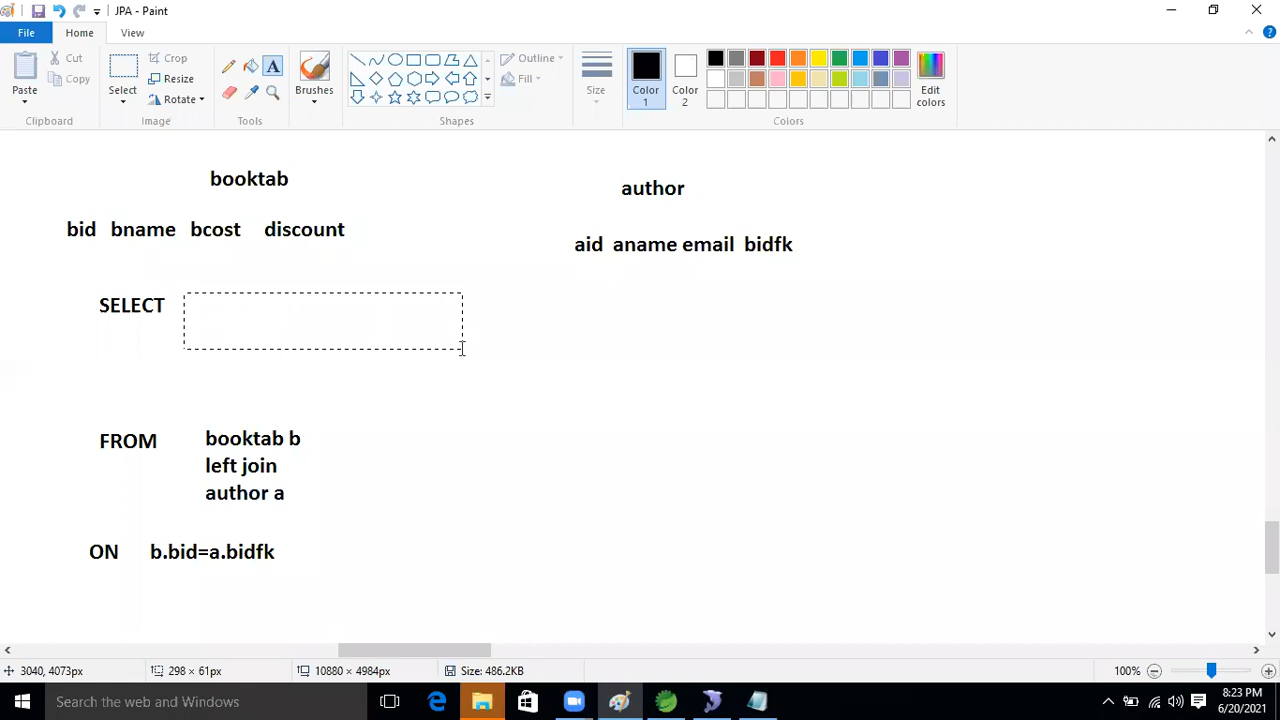 JPA - Paint
File Home View
Paste Cut Copy Clipboard
Select Crop Resize Rotate Image
Tools
Brushes
Outline Fill Shapes
Size
Color 1 Color 2 Edit colors Colors
booktab
author
bid bname bcost discount
aid aname email bidfk
SELECT
FROM booktab b
left join
author a
ON b.bid=a.bidfk
3040, 4073px 298 × 61px 10880 × 4984px Size: 486.2KB 100%
Search the web and Windows
8:23 PM
6/20/2021